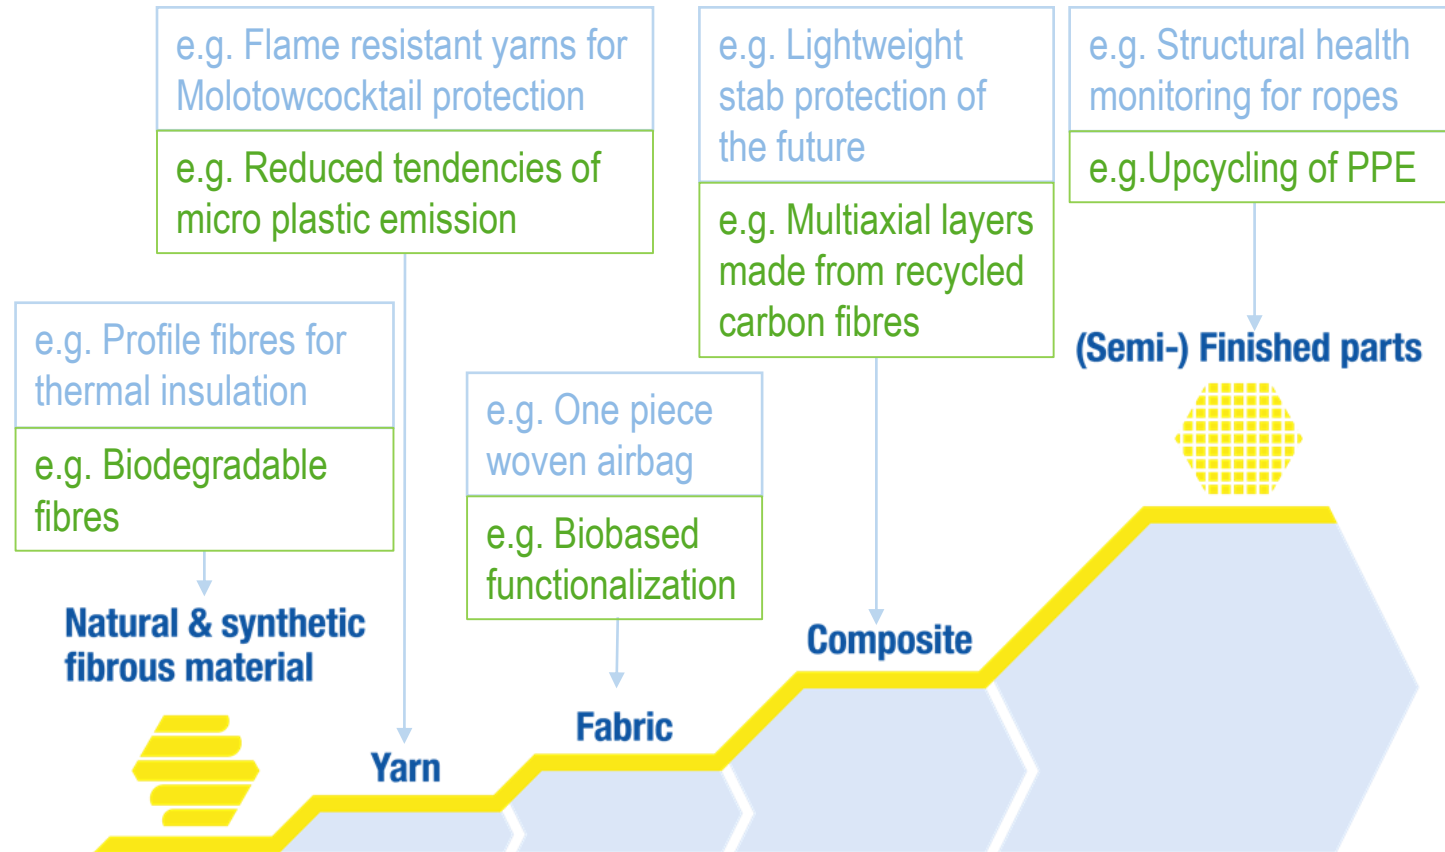 e.g. Flame resistant yarns for
Molotowcocktail protection
e.g. Reduced tendencies of
micro plastic emission
e.g. Lightweight
stab protection of
the future
e.g. Multiaxial layers
made from recycled
carbon fibres
e.g. Structural health
monitoring for ropes
e.g.Upcycling of PPE
e.g. Profile fibres for
thermal insulation
e.g. Biodegradable
fibres
e.g. One piece
woven airbag
e.g. Biobased
functionalization
Natural & synthetic
fibrous material
Yarn
Fabric
Composite
(Semi-) Finished parts